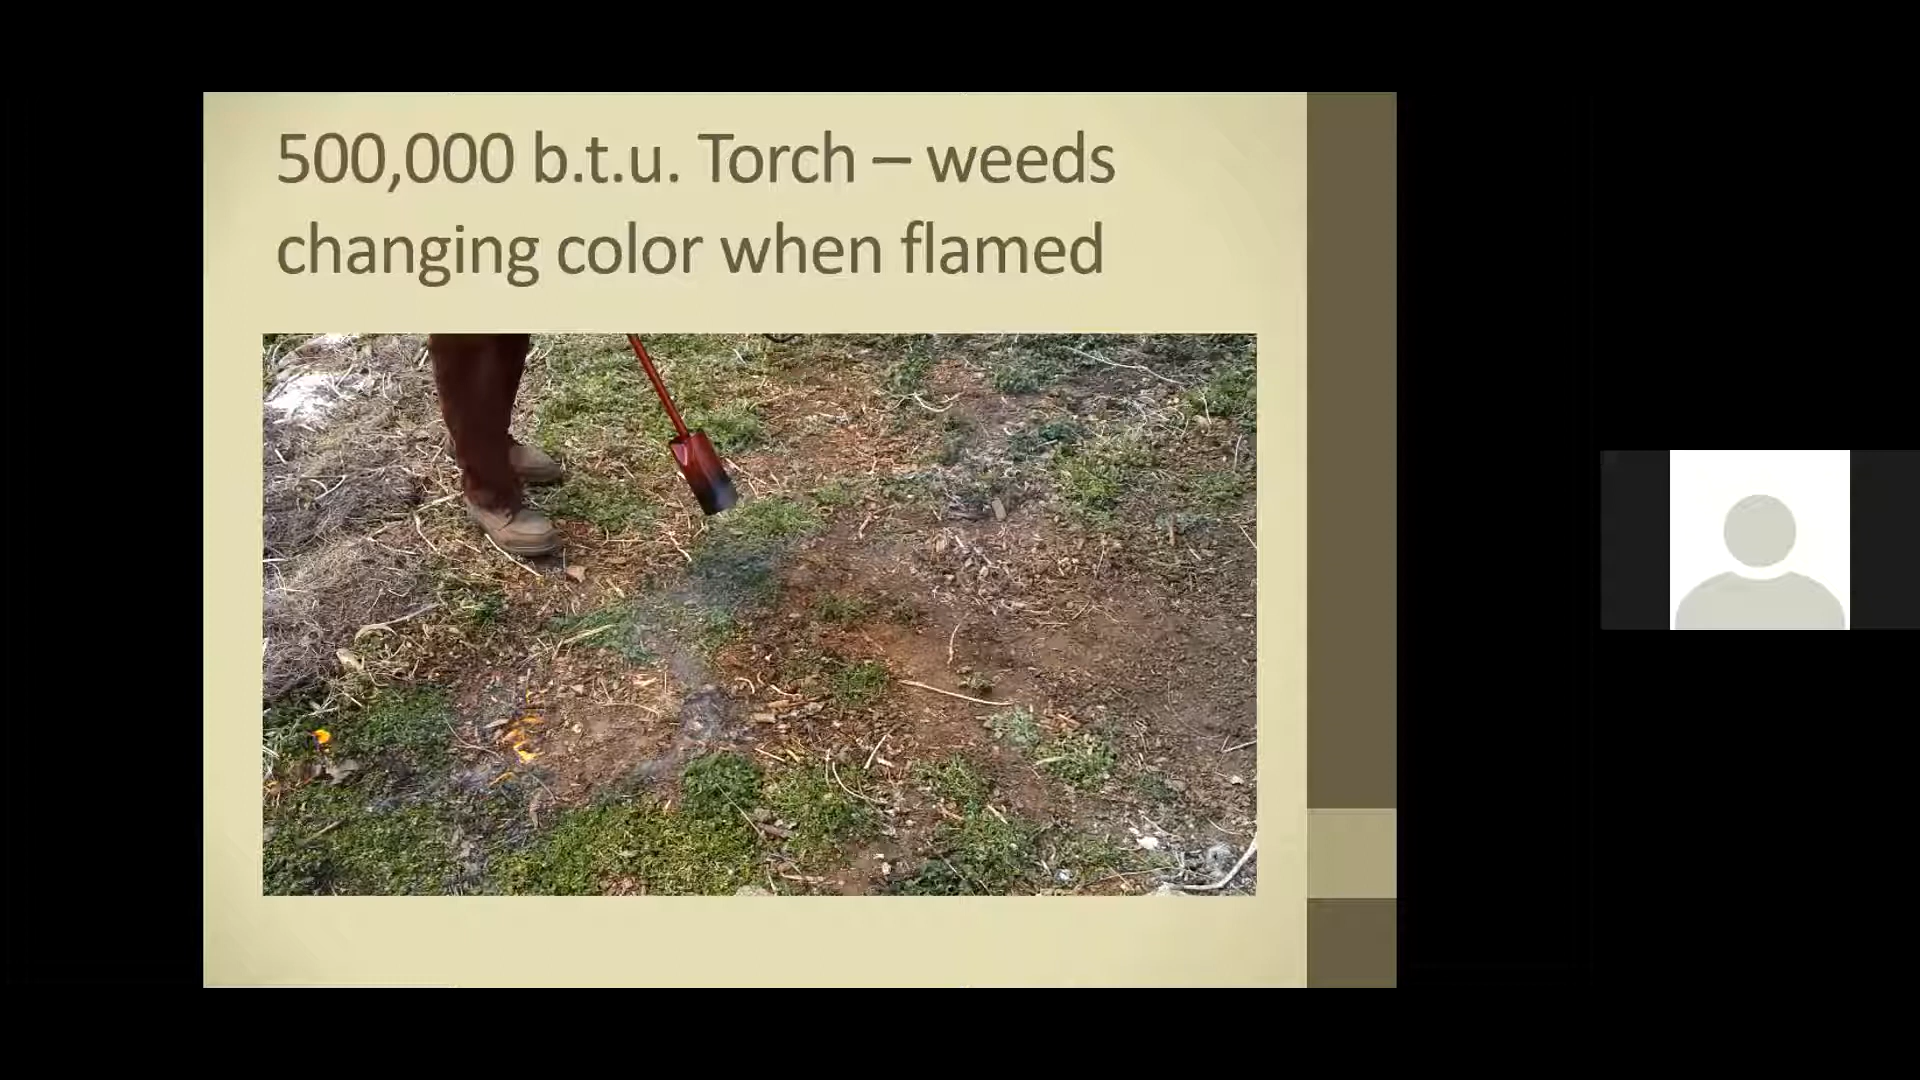 500,000 b.t.u. Torch – weeds
changing color when flamed